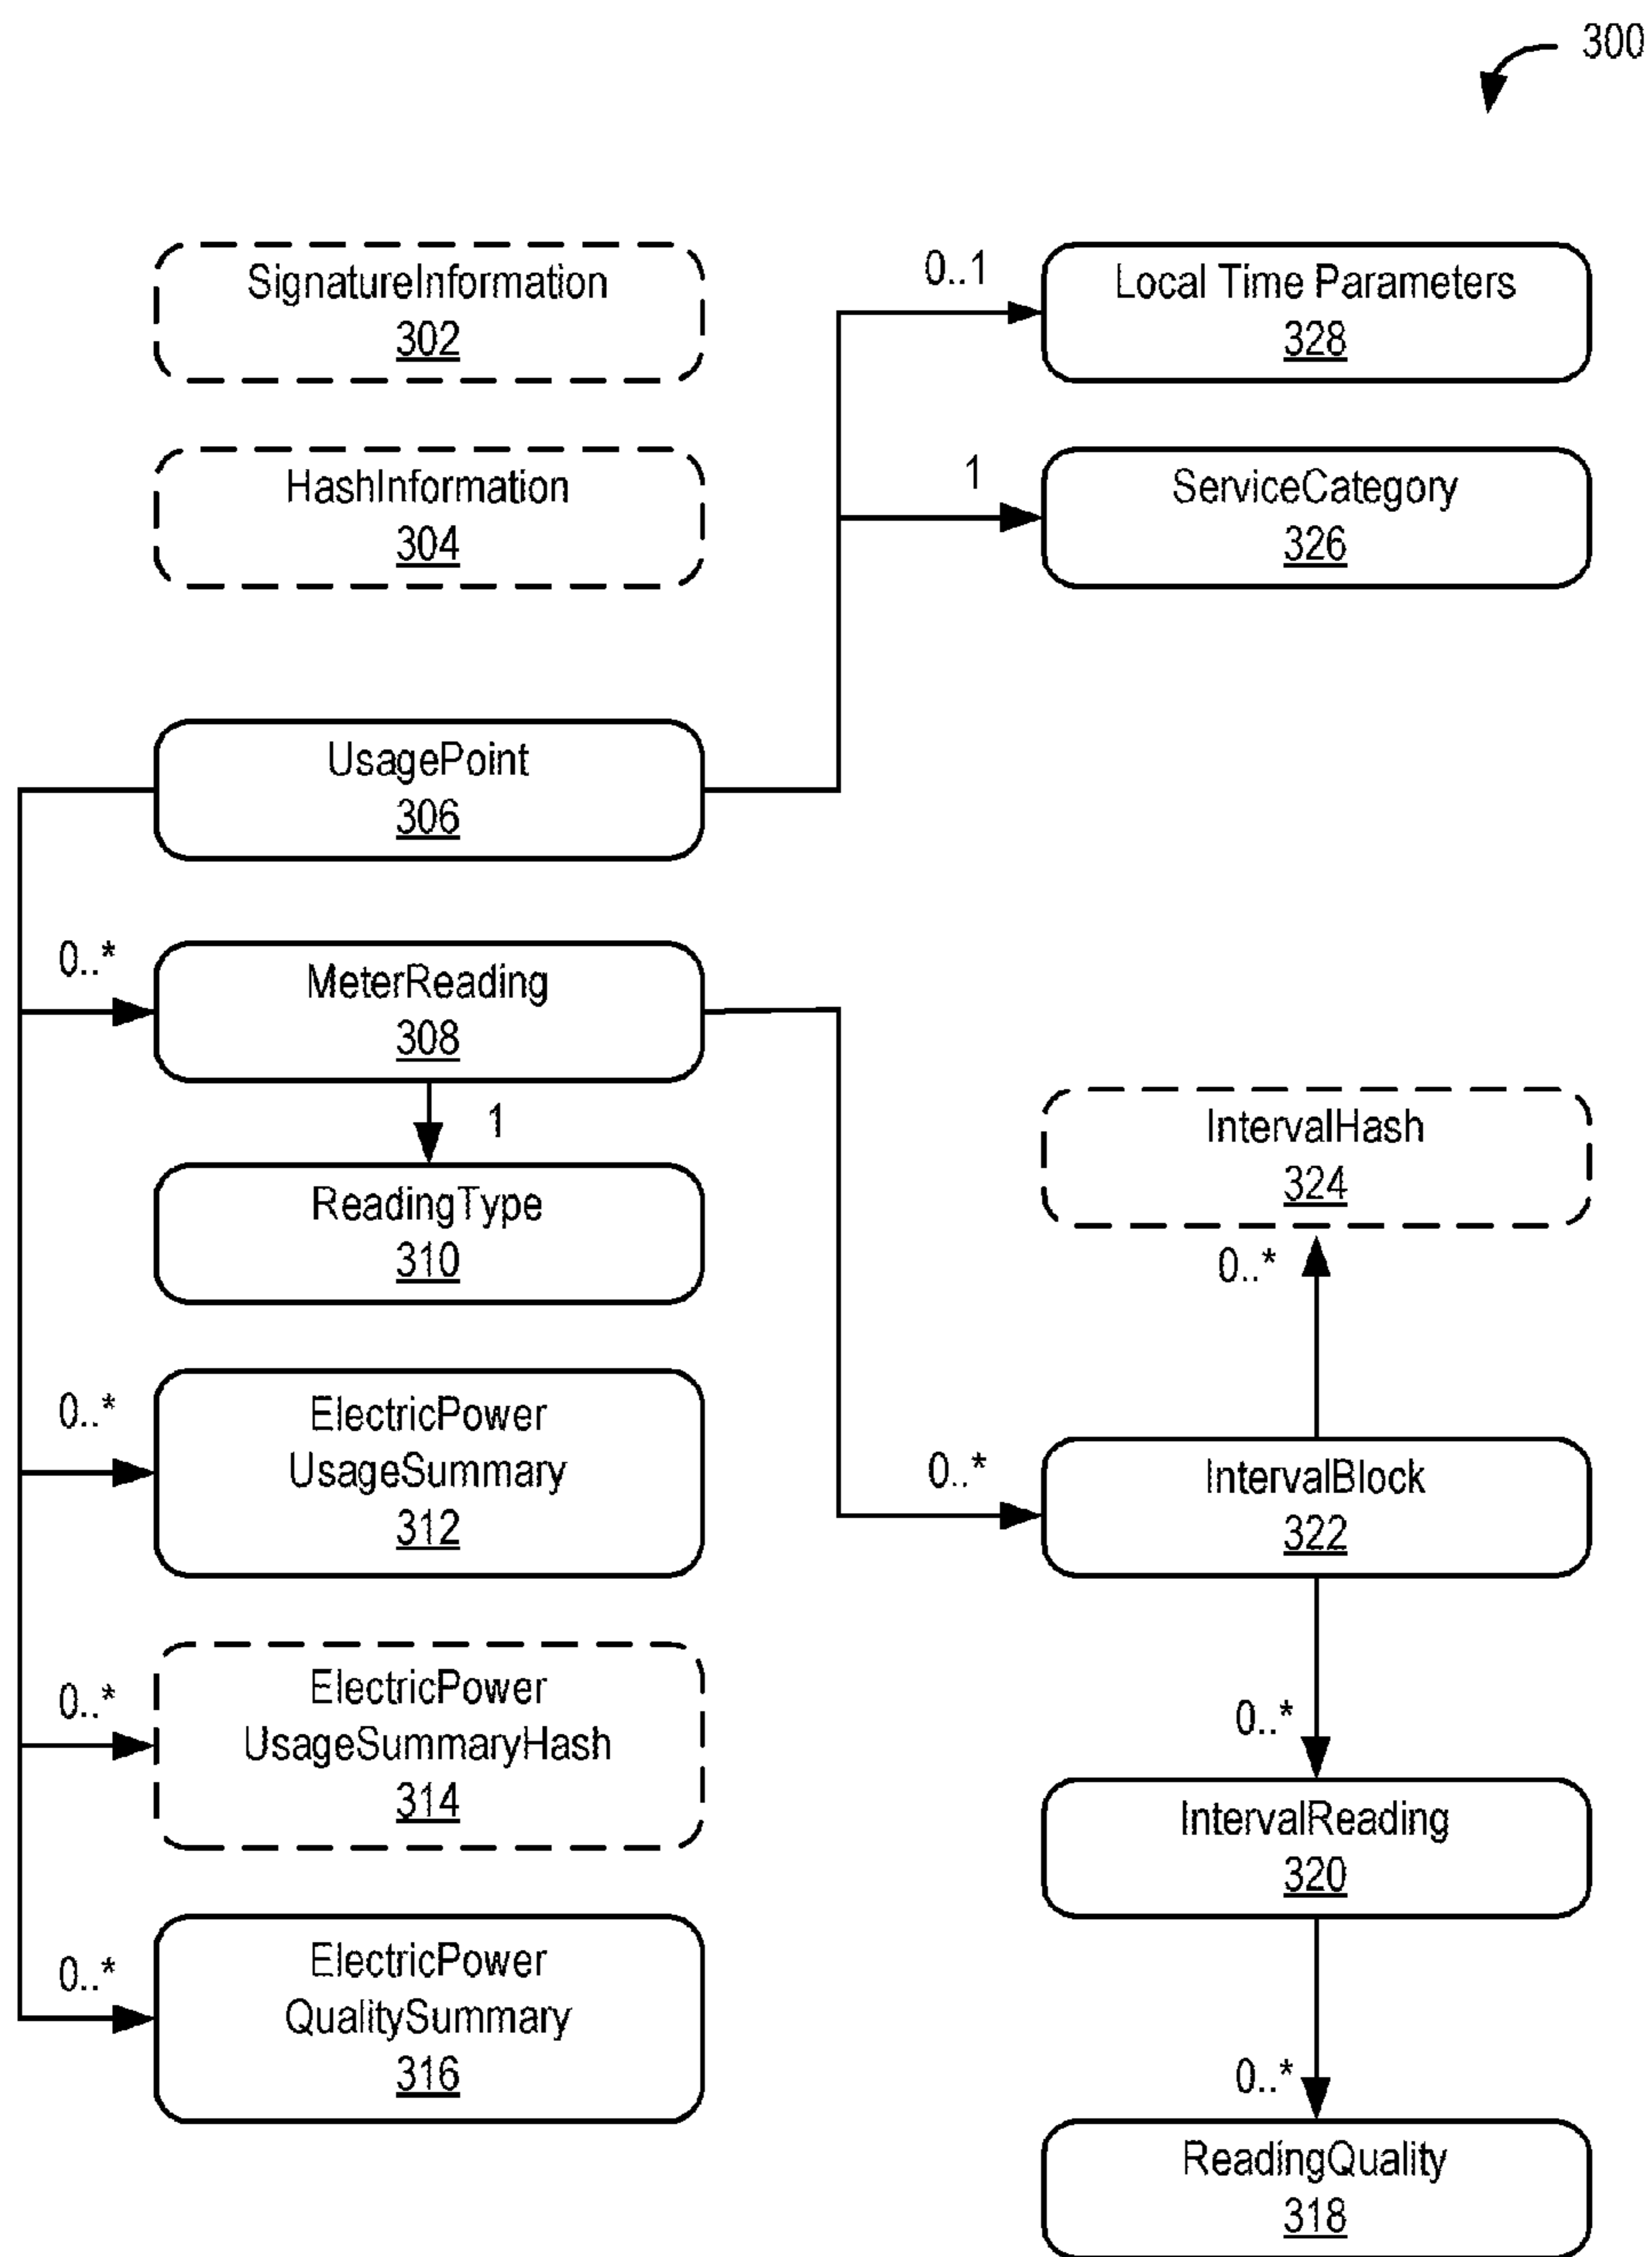 300
SignatureInformation
302
0..1
Local Time Parameters
328
HashInformation
304
1
ServiceCategory
326
UsagePoint
306
0..*
MeterReading
308
1
ReadingType
310
IntervalHash
324
0..*
0..*
ElectricPower
UsageSummary
312
0..*
IntervalBlock
322
0..*
ElectricPower
UsageSummaryHash
314
0..*
IntervalReading
320
0..*
ElectricPower
QualitySummary
316
0..*
ReadingQuality
318